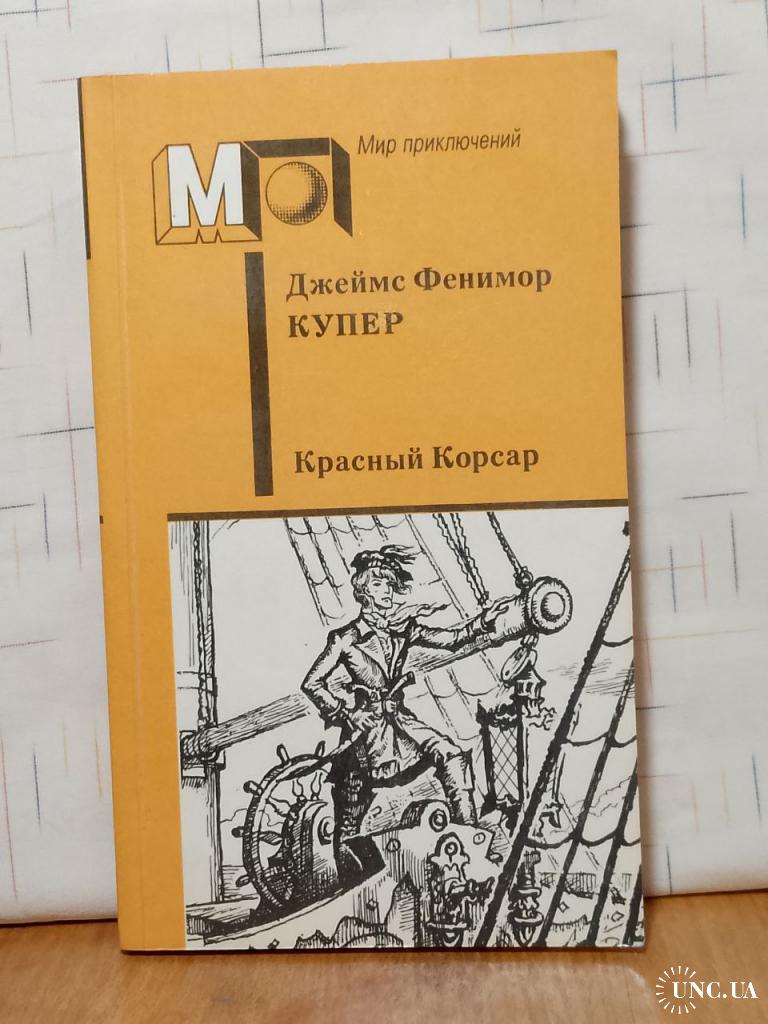 М
Мир приключений
Джеймс Фенимор
КУПЕР
Красный Корсар
UNC.UA